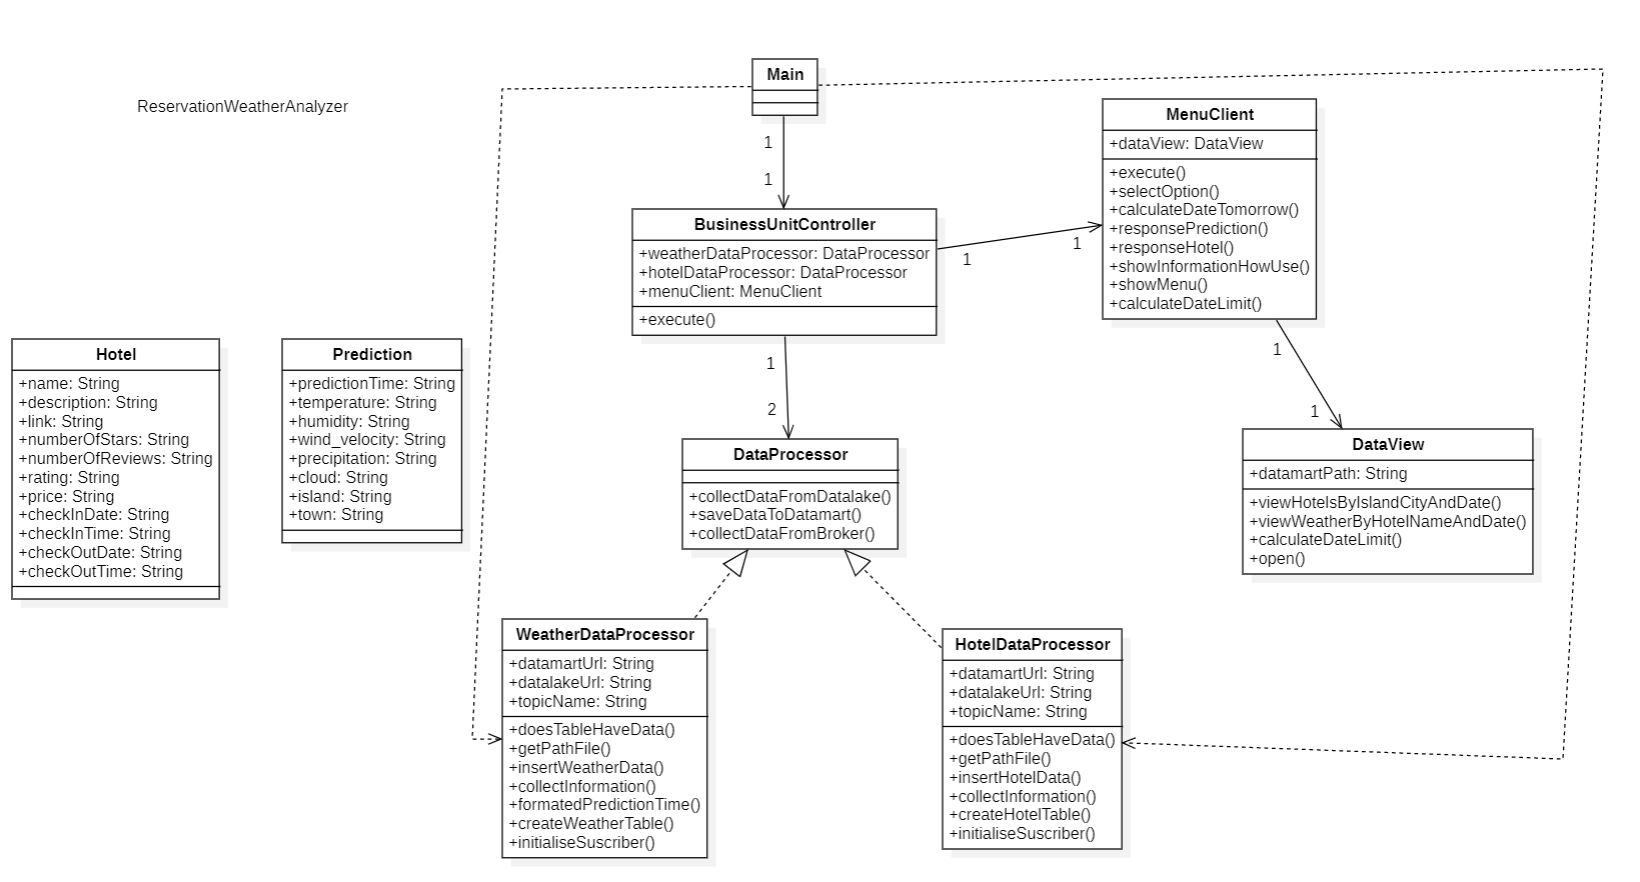 ReservationWeatherAnalyzer
Main
1
1
BusinessUnitController
+weatherDataProcessor: DataProcessor
+hotelDataProcessor: DataProcessor
+menuClient: MenuClient
+execute()
1
1
MenuClient
+dataView: DataView
+execute()
+selectOption()
+calculateDateTomorrow()
+responsePrediction()
+responseHotel()
+showInformationHowUse()
+showMenu()
+calculateDateLimit()
1
1
Hotel
+name: String
+description: String
+link: String
+numberOfStars: String
+numberOfReviews: String
+rating: String
+price: String
+checkInDate: String
+checkInTime: String
+checkOutDate: String
+checkOutTime: String
Prediction
+predictionTime: String
+temperature: String
+humidity: String
+wind_velocity: String
+precipitation: String
+cloud: String
+island: String
+town: String
1
2
DataProcessor
+collectDataFromDatalake()
+saveDataToDatamart()
+collectDataFromBroker()
DataView
+datamartPath: String
+viewHotelsByIslandCityAndDate()
+viewWeatherByHotelNameAndDate()
+calculateDateLimit()
+open()
WeatherDataProcessor
+datamartUrl: String
+datalakeUrl: String
+topicName: String
+doesTableHaveData()
+getPathFile()
+insertWeatherData()
+collectInformation()
+formatedPredictionTime()
+createWeatherTable()
+initialiseSuscriber()
HotelDataProcessor
+datamartUrl: String
+datalakeUrl: String
+topicName: String
+doesTableHaveData()
+getPathFile()
+insertHotelData()
+collectInformation()
+createHotelTable()
+initialiseSuscriber()